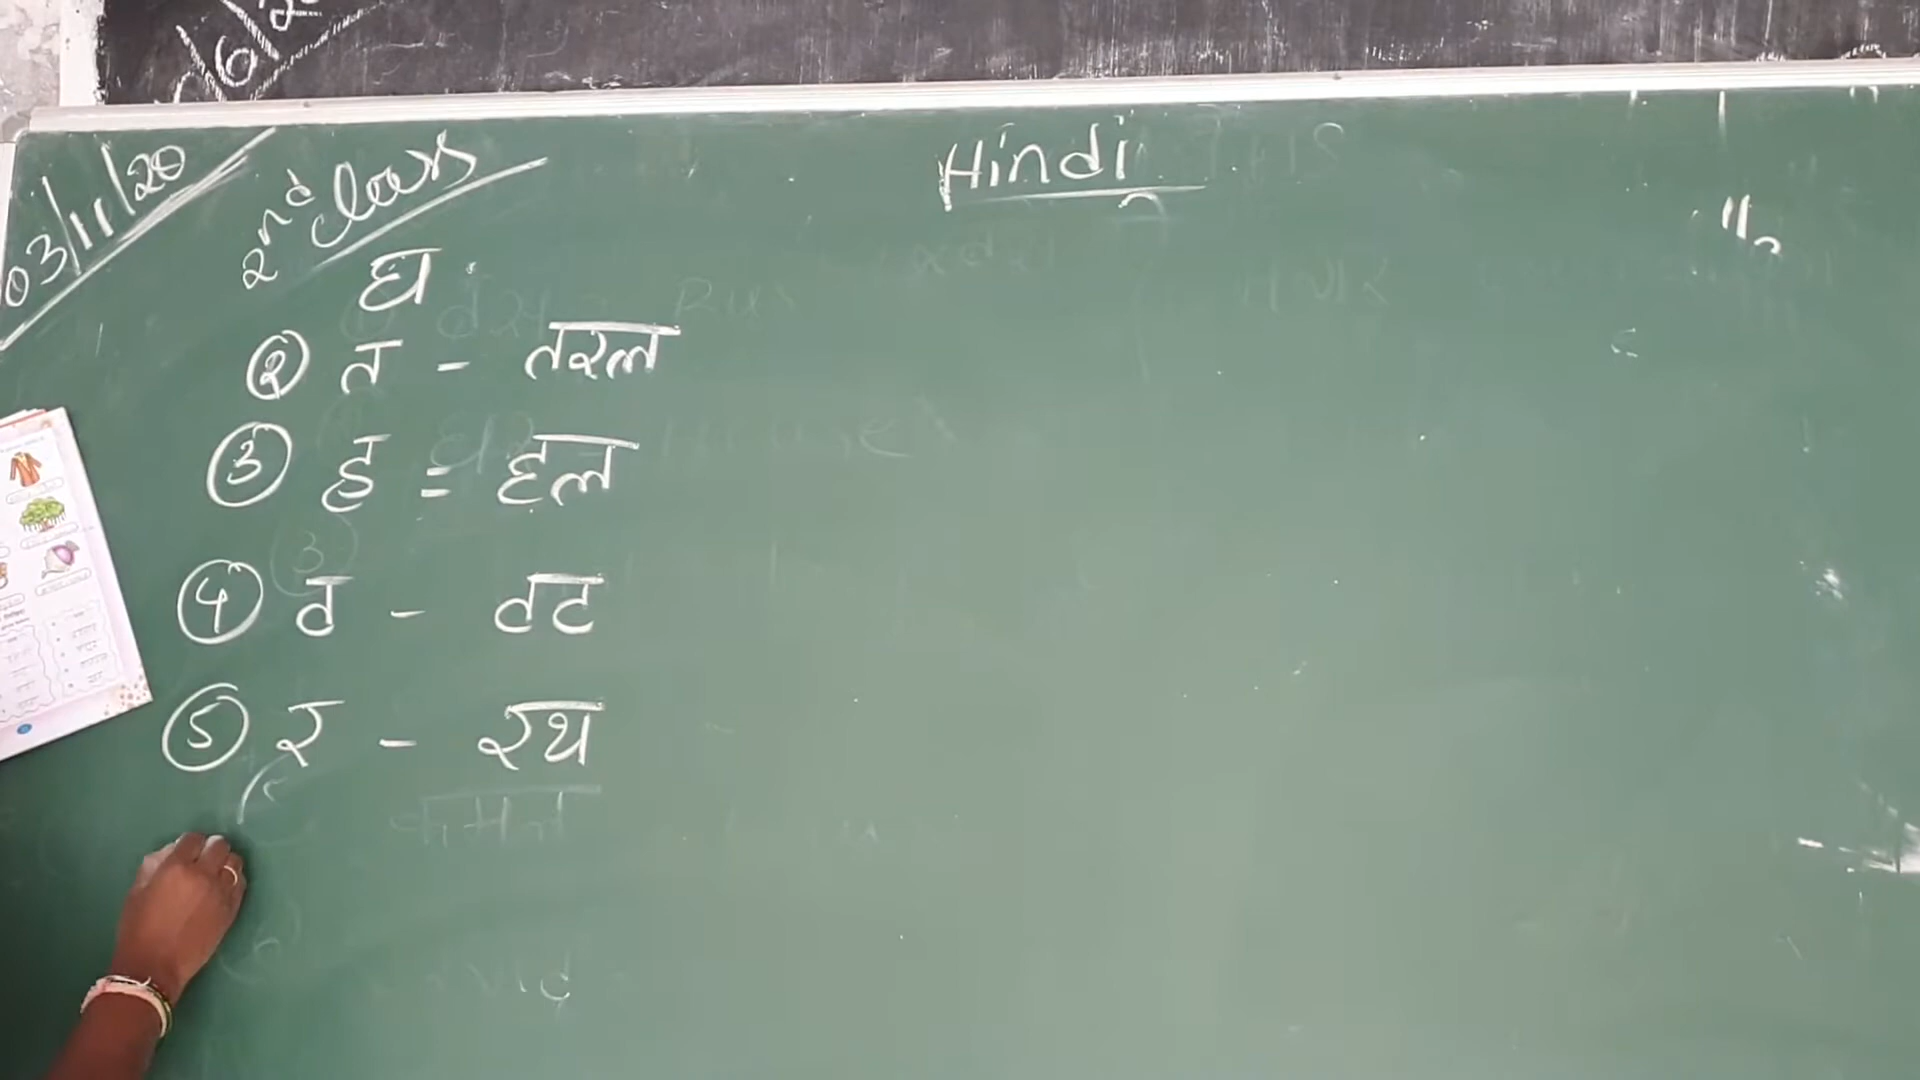 03/11/20
2nd class
Hindi
घ
② त - तरल
③ ह = हल
④ व - वट
⑤ र - रथ